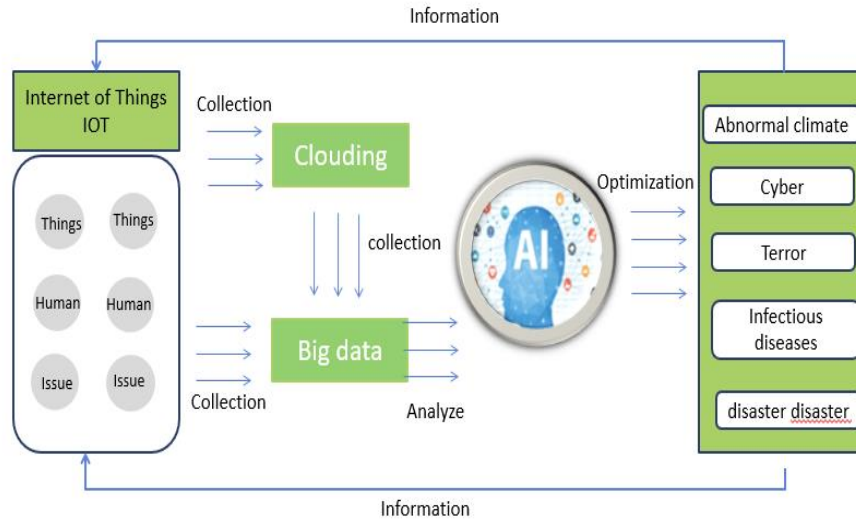 Information
Internet of Things
IOT
Collection
Clouding
Things
Things
Human
Human
Issue
Issue
collection
Big data
Collection
Analyze
AI
Optimization
Abnormal climate
Cyber
Terror
Infectious
diseases
disaster disaster
Information